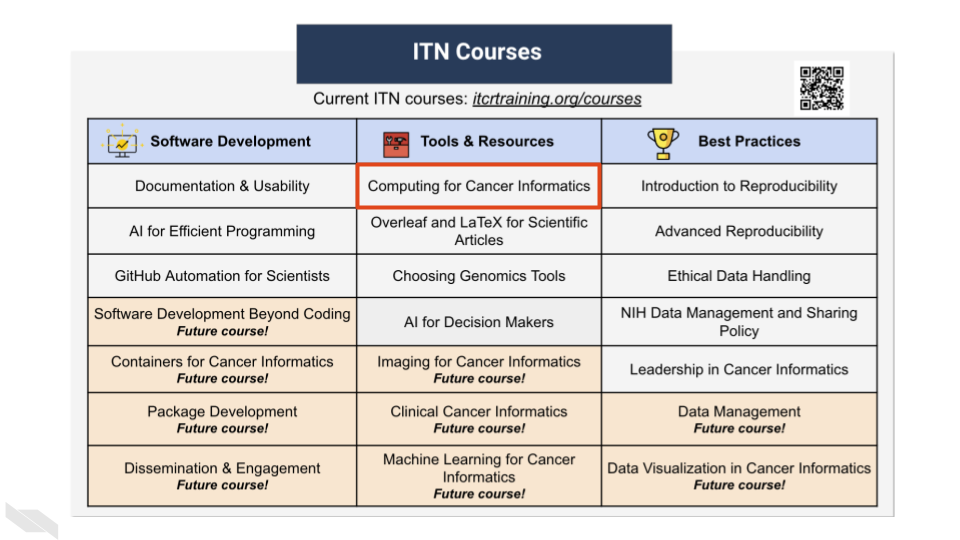 ITN Courses
Current ITN courses: itcrtraining.org/courses
Software Development
Tools & Resources
Best Practices
Documentation & Usability
Computing for Cancer Informatics
Introduction to Reproducibility
AI for Efficient Programming
Overleaf and LaTeX for Scientific
Articles
Advanced Reproducibility
GitHub Automation for Scientists
Choosing Genomics Tools
Ethical Data Handling
Software Development Beyond Coding
Future course!
AI for Decision Makers
NIH Data Management and Sharing
Policy
Containers for Cancer Informatics
Future course!
Imaging for Cancer Informatics
Future course!
Leadership in Cancer Informatics
Package Development
Future course!
Clinical Cancer Informatics
Future course!
Data Management
Future course!
Dissemination & Engagement
Future course!
Machine Learning for Cancer
Informatics
Future course!
Data Visualization in Cancer Informatics
Future course!